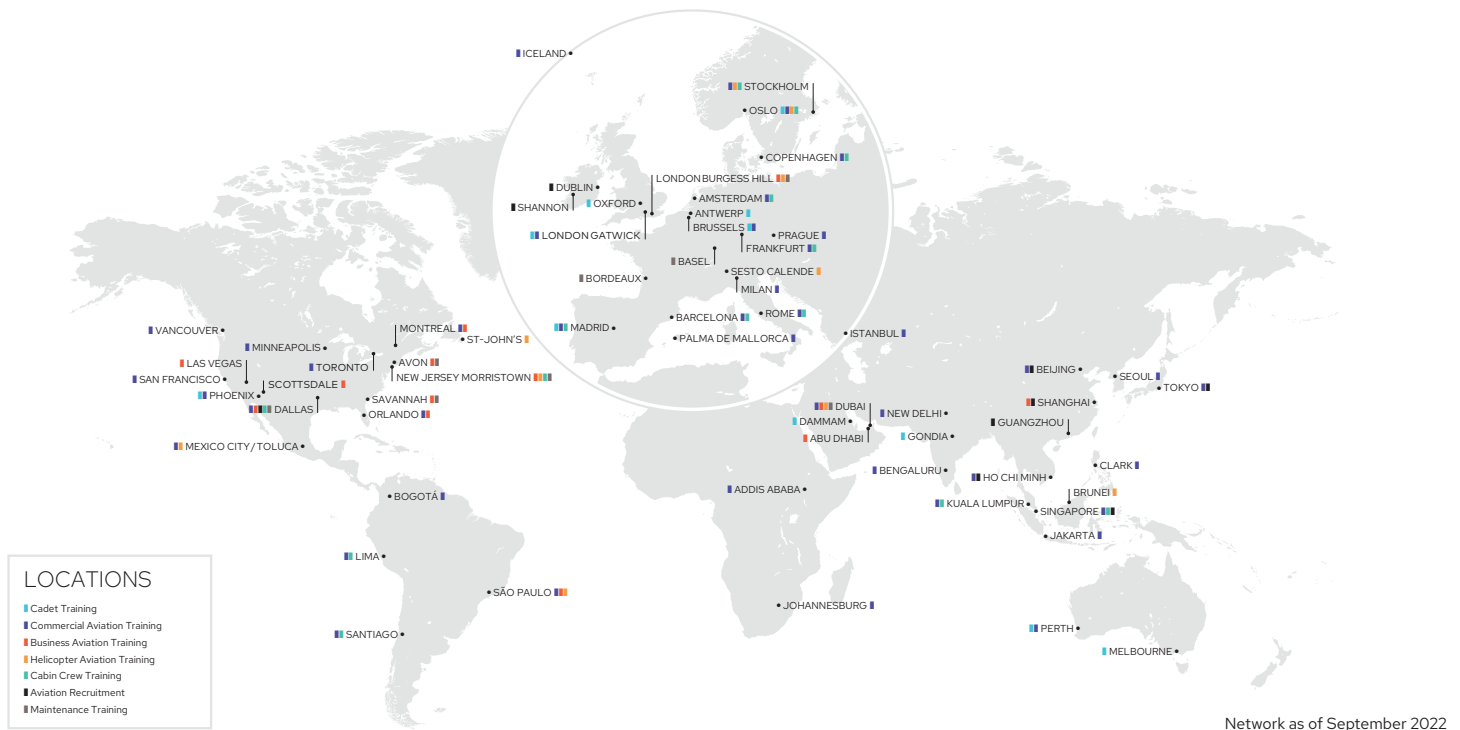 ICELAND
STOCKHOLM
OSLO
COPENHAGEN
LONDON BURGESS HILL
DUBLIN
AMSTERDAM
SHANNON
OXFORD
ANTWERP
BRUSSELS
LONDON GATWICK
PRAGUE
FRANKFURT
BASEL
SESTO CALENDE
BORDEAUX
MILAN
BARCELONA
ROME
MADRID
PALMA DE MALLORCA
ISTANBUL
VANCOUVER
MONTREAL
ST-JOHN'S
MINNEAPOLIS
LAS VEGAS
TORONTO
AVON
SAN FRANCISCO
SCOTTSDALE
NEW JERSEY MORRISTOWN
PHOENIX
DALLAS
SAVANNAH
ORLANDO
MEXICO CITY / TOLUCA
BEIJING
SEOUL
TOKYO
SHANGHAI
DUBAI
NEW DELHI
DAMMAM
GUANGZHOU
ABU DHABI
GONDIA
BENGALURU
HO CHI MINH
CLARK
ADDIS ABABA
BRUNEI
KUALA LUMPUR
SINGAPORE
JAKARTA
BOGOTÁ
LIMA
SÃO PAULO
JOHANNESBURG
SANTIAGO
PERTH
MELBOURNE
LOCATIONS
Cadet Training
Commercial Aviation Training
Business Aviation Training
Helicopter Aviation Training
Cabin Crew Training
Aviation Recruitment
Maintenance Training
Network as of September 2022